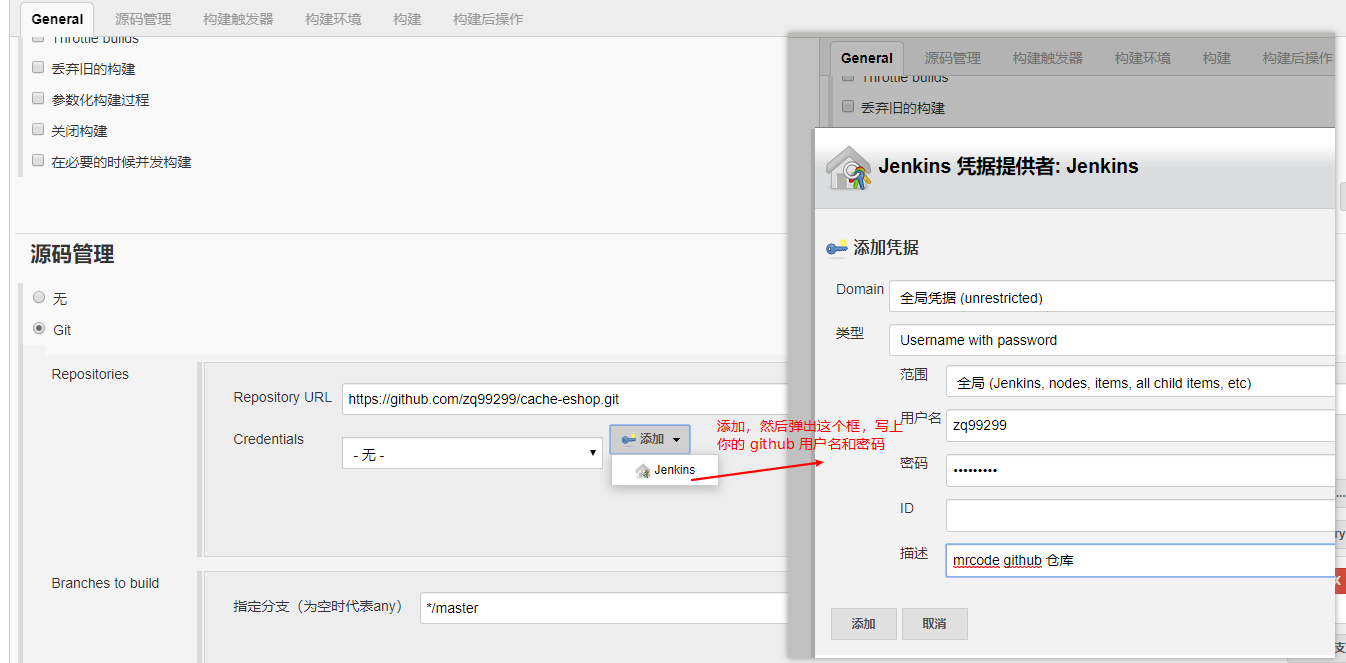 General 源码管理 构建触发器 构建环境 构建 构建后操作
Throttle builds
丢弃旧的构建
参数化构建过程
关闭构建
在必要的时候并发构建
源码管理
无
Git
Repositories
Repository URL https://github.com/zq99299/cache-eshop.git
Credentials - 无 - 添加
Jenkins
添加，然后弹出这个框，写上
你的 github 用户名和密码
Branches to build
指定分支（为空时代表any） */master
General 源码管理 构建触发器 构建环境 构建 构建后操作
Throttle builds
丢弃旧的构建
Jenkins 凭据提供者: Jenkins
添加凭据
Domain 全局凭据 (unrestricted)
类型 Username with password
范围 全局 (Jenkins, nodes, items, all child items, etc)
用户名 zq99299
密码 •••••••••
ID
描述 mrcode github 仓库
添加 取消